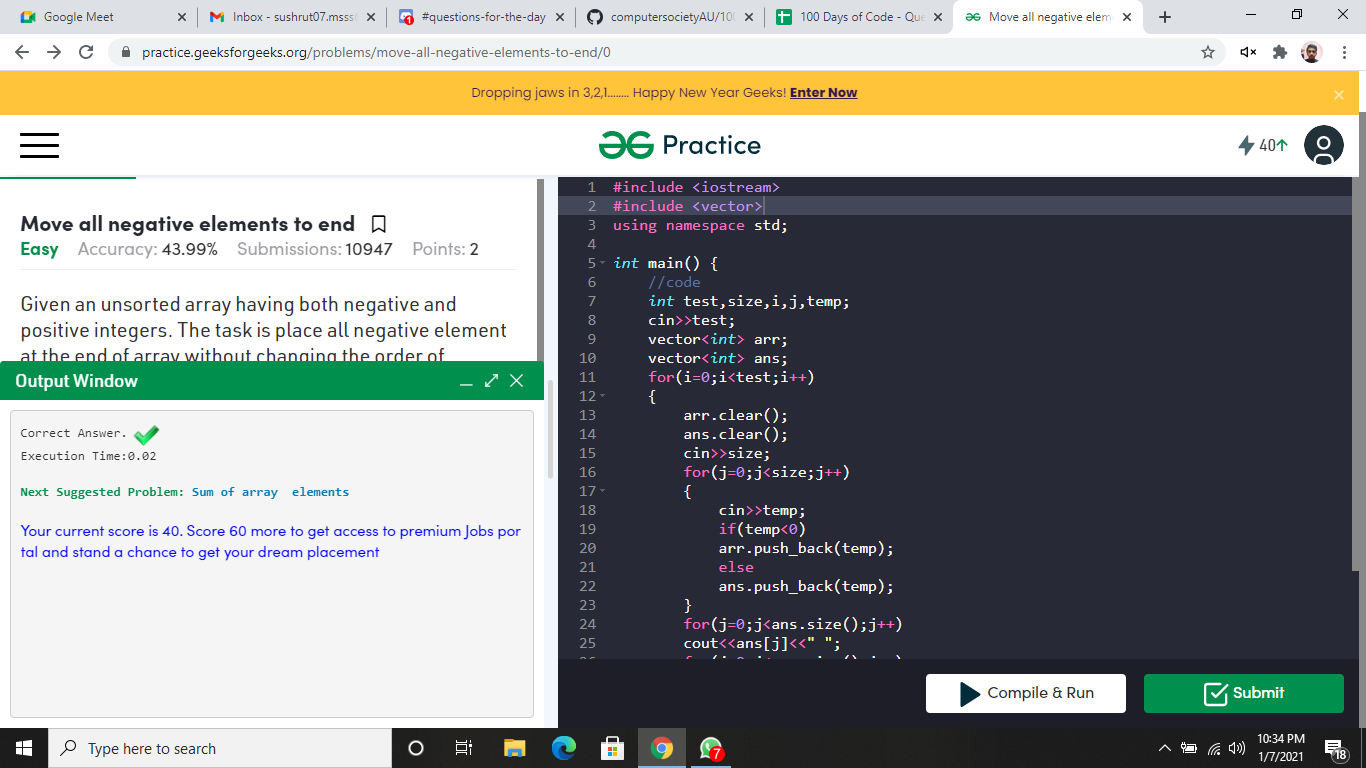 Google Meet
Inbox - sushrut07.msss
#questions-for-the-day
computersocietyAU/10
100 Days of Code - Que
Move all negative elem
practice.geeksforgeeks.org/problems/move-all-negative-elements-to-end/0
Dropping jaws in 3,2,1........ Happy New Year Geeks! Enter Now
Practice
40
Move all negative elements to end
Easy Accuracy: 43.99% Submissions: 10947 Points: 2
Given an unsorted array having both negative and
positive integers. The task is place all negative element
at the end of array without changing the order of
Output Window
Correct Answer.
Execution Time:0.02
Next Suggested Problem: Sum of array  elements
Your current score is 40. Score 60 more to get access to premium Jobs por
tal and stand a chance to get your dream placement
1 #include <iostream>
2 #include <vector>
3 using namespace std;
4
5 int main() {
6     //code
7     int test,size,i,j,temp;
8     cin>>test;
9     vector<int> arr;
10     vector<int> ans;
11     for(i=0;i<test;i++)
12     {
13         arr.clear();
14         ans.clear();
15         cin>>size;
16         for(j=0;j<size;j++)
17         {
18             cin>>temp;
19             if(temp<0)
20             arr.push_back(temp);
21             else
22             ans.push_back(temp);
23         }
24         for(j=0;j<ans.size();j++)
25         cout<<ans[j]<<" ";
Compile & Run
Submit
Type here to search
7
10:34 PM
1/7/2021
18